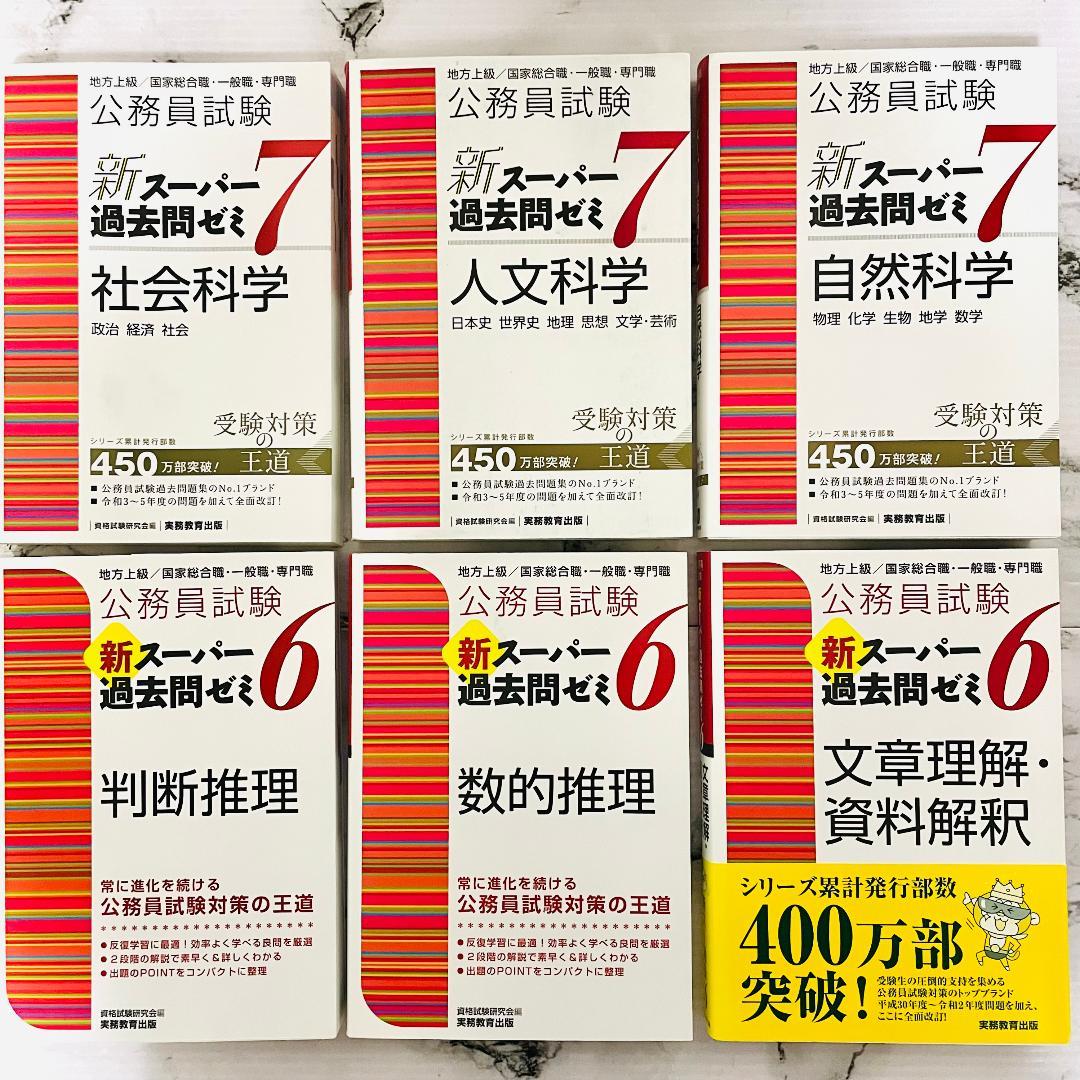 地方上級／国家総合職・一般職・専門職
公務員試験
新スーパー
過去問ゼミ7
社会科学
政治 経済 社会
受験対策
の
王道
シリーズ累計発行部数
450万部突破!
■ 公務員試験過去問題集のNo.1ブランド
■ 令和3～5年度の問題を加えて全面改訂!
資格試験研究会編 | 実務教育出版
地方上級／国家総合職・一般職・専門職
公務員試験
新スーパー
過去問ゼミ7
人文科学
日本史 世界史 地理 思想 文学・芸術
受験対策
の
王道
シリーズ累計発行部数
450万部突破!
■ 公務員試験過去問題集のNo.1ブランド
■ 令和3～5年度の問題を加えて全面改訂!
資格試験研究会編 | 実務教育出版
地方上級／国家総合職・一般職・専門職
公務員試験
新スーパー
過去問ゼミ7
自然科学
物理 化学 生物 地学 数学
受験対策
の
王道
シリーズ累計発行部数
450万部突破!
■ 公務員試験過去問題集のNo.1ブランド
■ 令和3～5年度の問題を加えて全面改訂!
資格試験研究会編 | 実務教育出版
地方上級／国家総合職・一般職・専門職
公務員試験
新スーパー
過去問ゼミ6
判断推理
常に進化を続ける
公務員試験対策の王道
●反復学習に最適！効率よく学べる良問を厳選
●2段階の解説で素早く＆詳しくわかる
●出題のPOINTをコンパクトに整理
資格試験研究会編
実務教育出版
地方上級／国家総合職・一般職・専門職
公務員試験
新スーパー
過去問ゼミ6
数的推理
常に進化を続ける
公務員試験対策の王道
●反復学習に最適！効率よく学べる良問を厳選
●2段階の解説で素早く＆詳しくわかる
●出題のPOINTをコンパクトに整理
資格試験研究会編
実務教育出版
地方上級／国家総合職・一般職・専門職
公務員試験
新スーパー
過去問ゼミ6
文章理解・
資料解釈
シリーズ累計発行部数
400万部
突破!
受験生の圧倒的支持を集める
公務員試験対策のトップブランド
平成30年度～令和2年度問題を加え、
ここに全面改訂!
実務教育出版
文章理解・